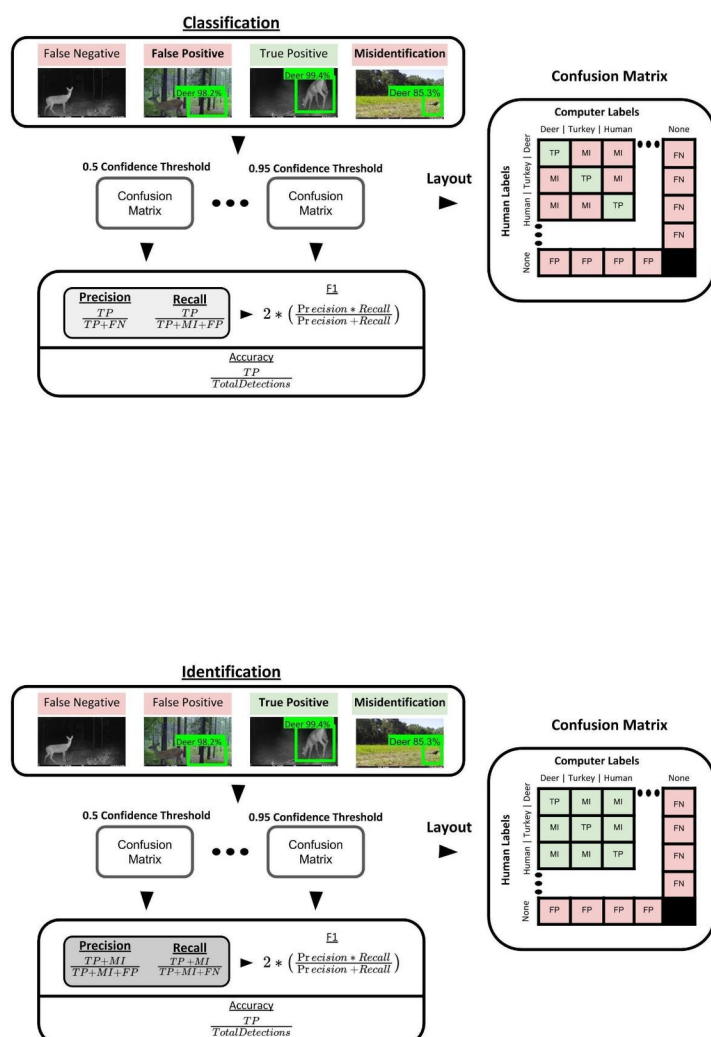 Classification
False Negative
False Positive
True Positive
Misidentification
Deer 98.2%
Deer 99.4%
Deer 85.3%
0.5 Confidence Threshold
0.95 Confidence Threshold
Confusion
Matrix
Confusion
Matrix
Layout
Precision
TP
TP+FN
Recall
TP
TP+MI+FP
F1
2 * ( Precision * Recall
Precision + Recall )
Accuracy
TP
TotalDetections
Confusion Matrix
Computer Labels
Deer | Turkey | Human
None
Human Labels
Human | Turkey | Deer
None
TP MI MI FN
MI TP MI FN
MI MI TP FN
FN
FP FP FP FP
Identification
False Negative
False Positive
True Positive
Misidentification
Deer 98.2%
Deer 99.4%
Deer 85.3%
0.5 Confidence Threshold
0.95 Confidence Threshold
Confusion
Matrix
Confusion
Matrix
Layout
Precision
TP+MI
TP+MI+FP
Recall
TP+MI
TP+MI+FN
F1
2 * ( Precision * Recall
Precision + Recall )
Accuracy
TP
TotalDetections
Confusion Matrix
Computer Labels
Deer | Turkey | Human
None
Human Labels
Human | Turkey | Deer
None
TP MI MI FN
MI TP MI FN
MI MI TP FN
FN
FP FP FP FP